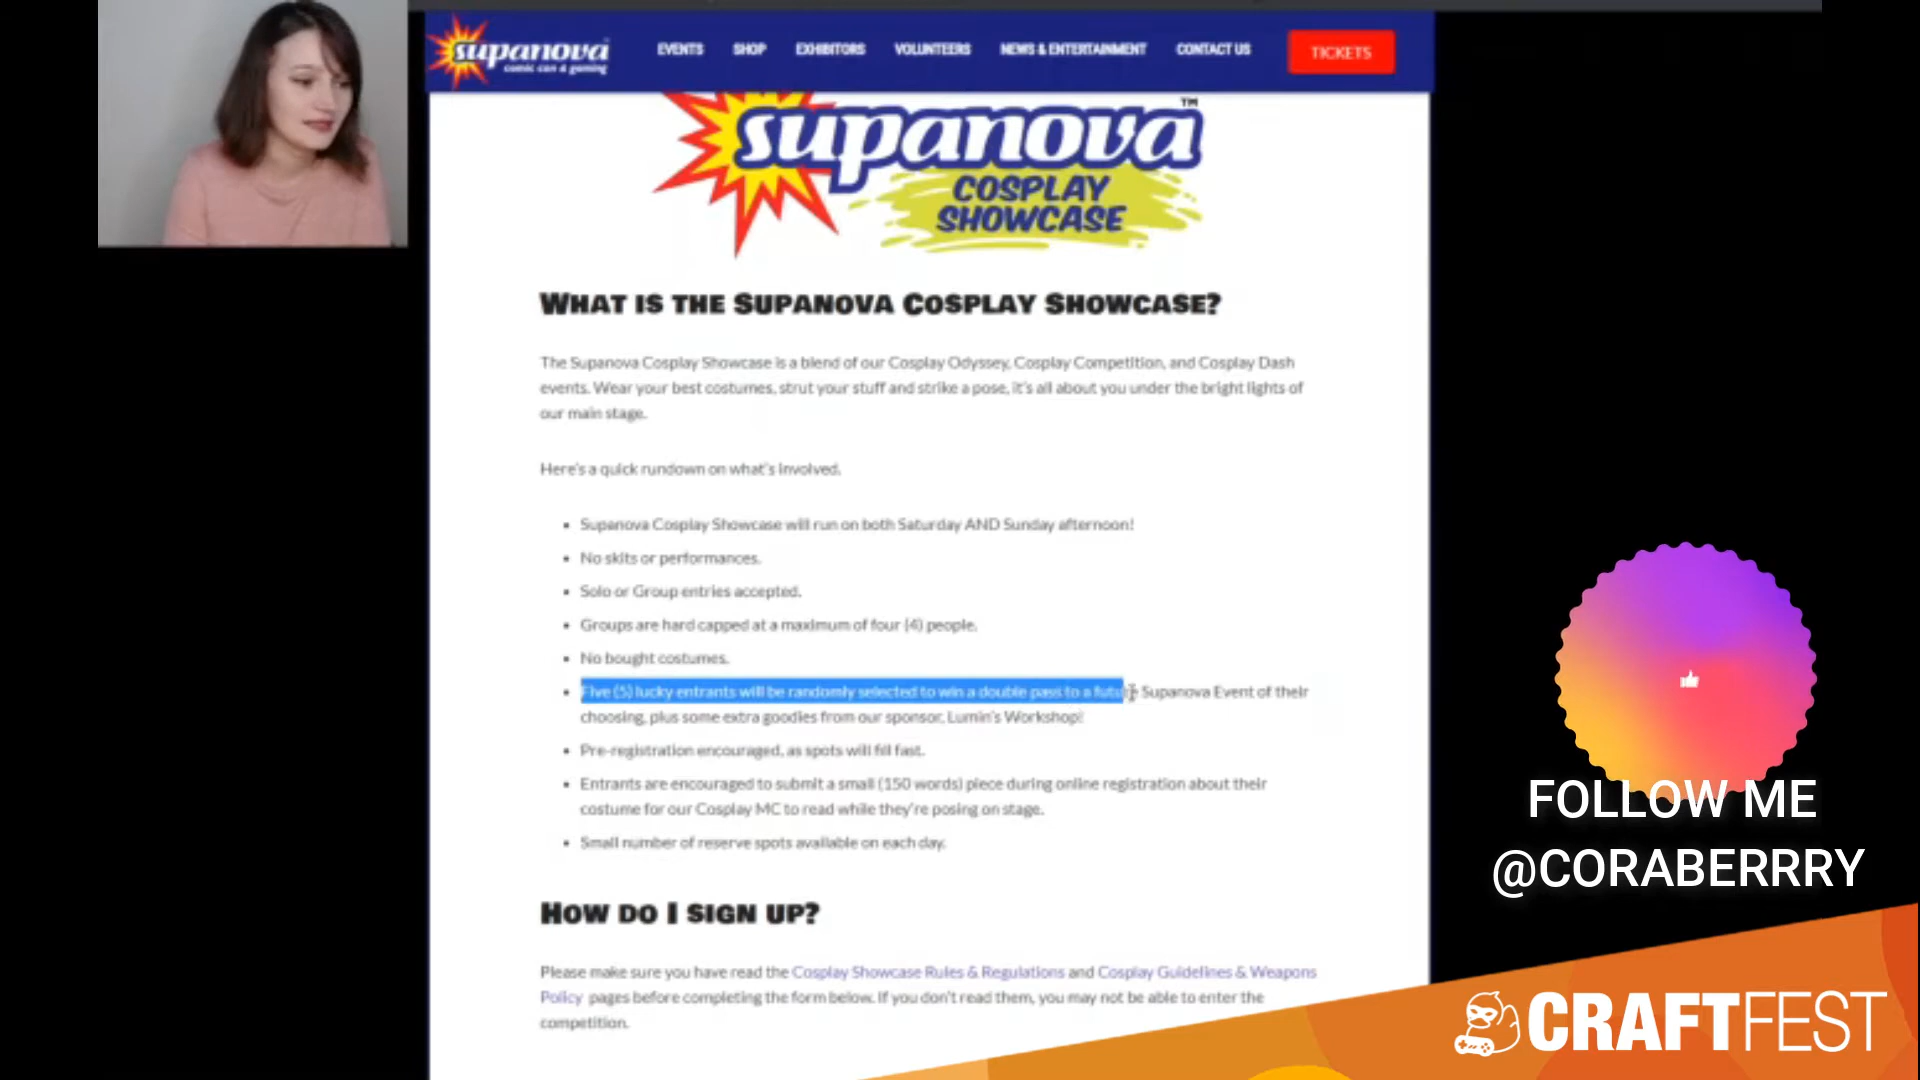 supanova
comic con & gaming
EVENTS SHOP EXHIBITORS VOLUNTEERS NEWS & ENTERTAINMENT CONTACT US TICKETS
supanova™
COSPLAY
SHOWCASE
WHAT IS THE SUPANOVA COSPLAY SHOWCASE?
The Supanova Cosplay Showcase is a blend of our Cosplay Odyssey, Cosplay Competition, and Cosplay Dash
events. Wear your best costumes, strut your stuff and strike a pose, it's all about you under the bright lights of
our main stage.
Here's a quick rundown on what's involved.
• Supanova Cosplay Showcase will run on both Saturday AND Sunday afternoon!
• No skits or performances.
• Solo or Group entries accepted.
• Groups are hard capped at a maximum of four (4) people.
• No bought costumes.
• Five (5) lucky entrants will be randomly selected to win a double pass to a future Supanova Event of their
choosing, plus some extra goodies from our sponsor, Lumin's Workshop!
• Pre-registration encouraged, as spots will fill fast.
• Entrants are encouraged to submit a small (150 words) piece during online registration about their
costume for our Cosplay MC to read while they're posing on stage.
• Small number of reserve spots available on each day.
HOW DO I SIGN UP?
Please make sure you have read the Cosplay Showcase Rules & Regulations and Cosplay Guidelines & Weapons
Policy pages before completing the form below. If you don't read them, you may not be able to enter the
competition.
FOLLOW ME
@CORABERRRY
CRAFTFEST